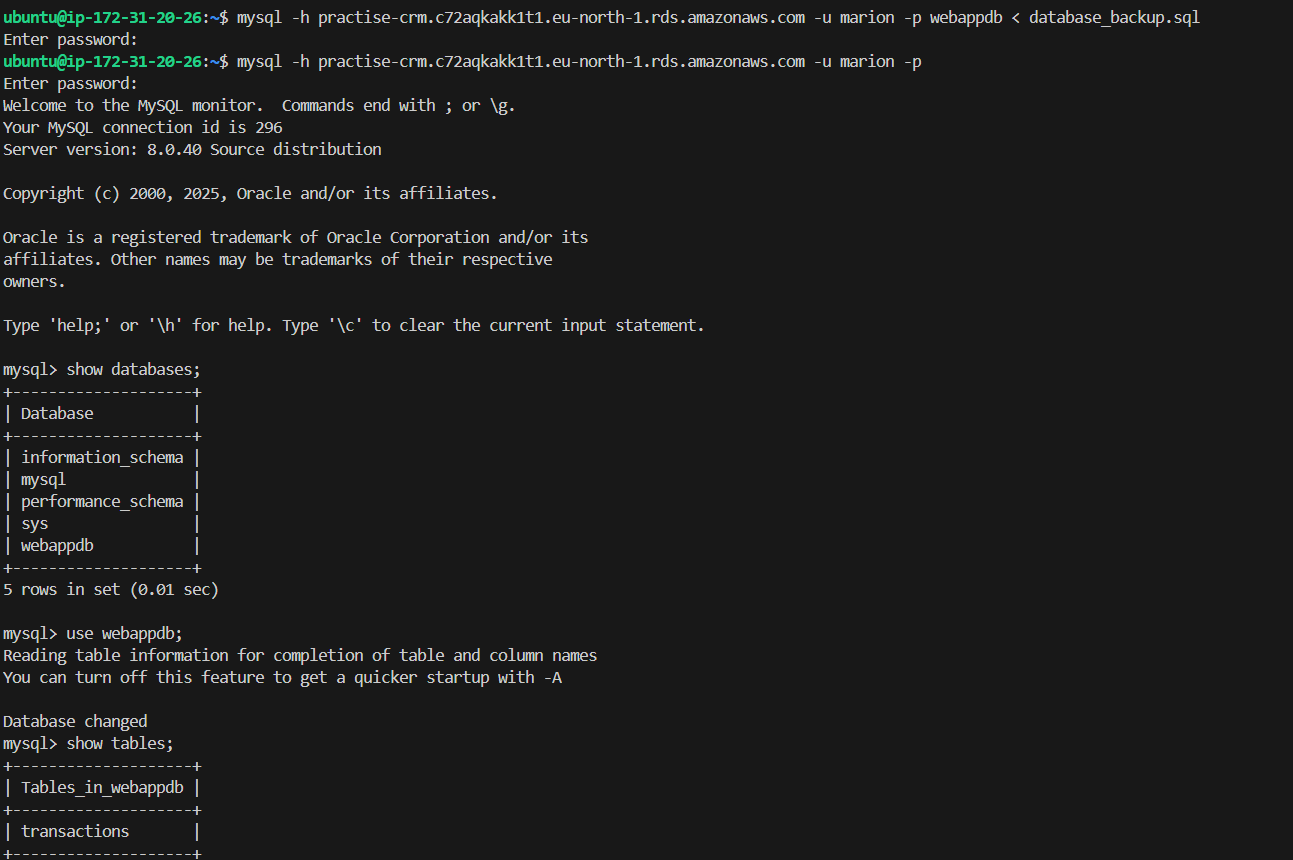 ubuntu@ip-172-31-20-26:~$ mysql -h practise-crm.c72aqkakk1t1.eu-north-1.rds.amazonaws.com -u marion -p webappdb < database_backup.sql
Enter password:
ubuntu@ip-172-31-20-26:~$ mysql -h practise-crm.c72aqkakk1t1.eu-north-1.rds.amazonaws.com -u marion -p
Enter password:
Welcome to the MySQL monitor.  Commands end with ; or \g.
Your MySQL connection id is 296
Server version: 8.0.40 Source distribution

Copyright (c) 2000, 2025, Oracle and/or its affiliates.

Oracle is a registered trademark of Oracle Corporation and/or its
affiliates. Other names may be trademarks of their respective
owners.

Type 'help;' or '\h' for help. Type '\c' to clear the current input statement.

mysql> show databases;
+--------------------+
| Database           |
+--------------------+
| information_schema |
| mysql              |
| performance_schema |
| sys                |
| webappdb           |
+--------------------+
5 rows in set (0.01 sec)

mysql> use webappdb;
Reading table information for completion of table and column names
You can turn off this feature to get a quicker startup with -A

Database changed
mysql> show tables;
+--------------------+
| Tables_in_webappdb |
+--------------------+
| transactions       |
+--------------------+